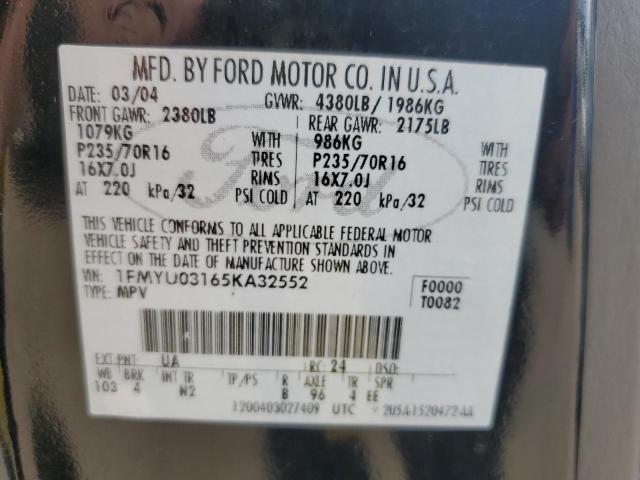 MFD. BY FORD MOTOR CO. IN U.S.A.
DATE: 03/04 GVWR: 4380LB/ 1986KG
FRONT GAWR: 2380LB REAR GAWR: 2175LB
1079KG WITH 986KG WITH
P235/70R16 TIRES P235/70R16 TIRES
16X7.0J RIMS 16X7.0J RIMS
AT 220 kPa/32 PSI COLD AT 220 kPa/32 PSI COLD
Ford
THIS VEHICLE CONFORMS TO ALL APPLICABLE FEDERAL MOTOR
VEHICLE SAFETY AND THEFT PREVENTION STANDARDS IN
EFFECT ON THE DATE OF MANUFACTURE SHOWN ABOVE.
VIN: 1FMYU03165KA32552 F0000
TYPE: MPV T0082
EXT PNT: UA RC: 24 DSO:
WB BRK INT TR TP/PS R AXLE TR SPR
103 4 N2 B 96 4 EE
1200403027409 UTC 2U5A-1520472-AA